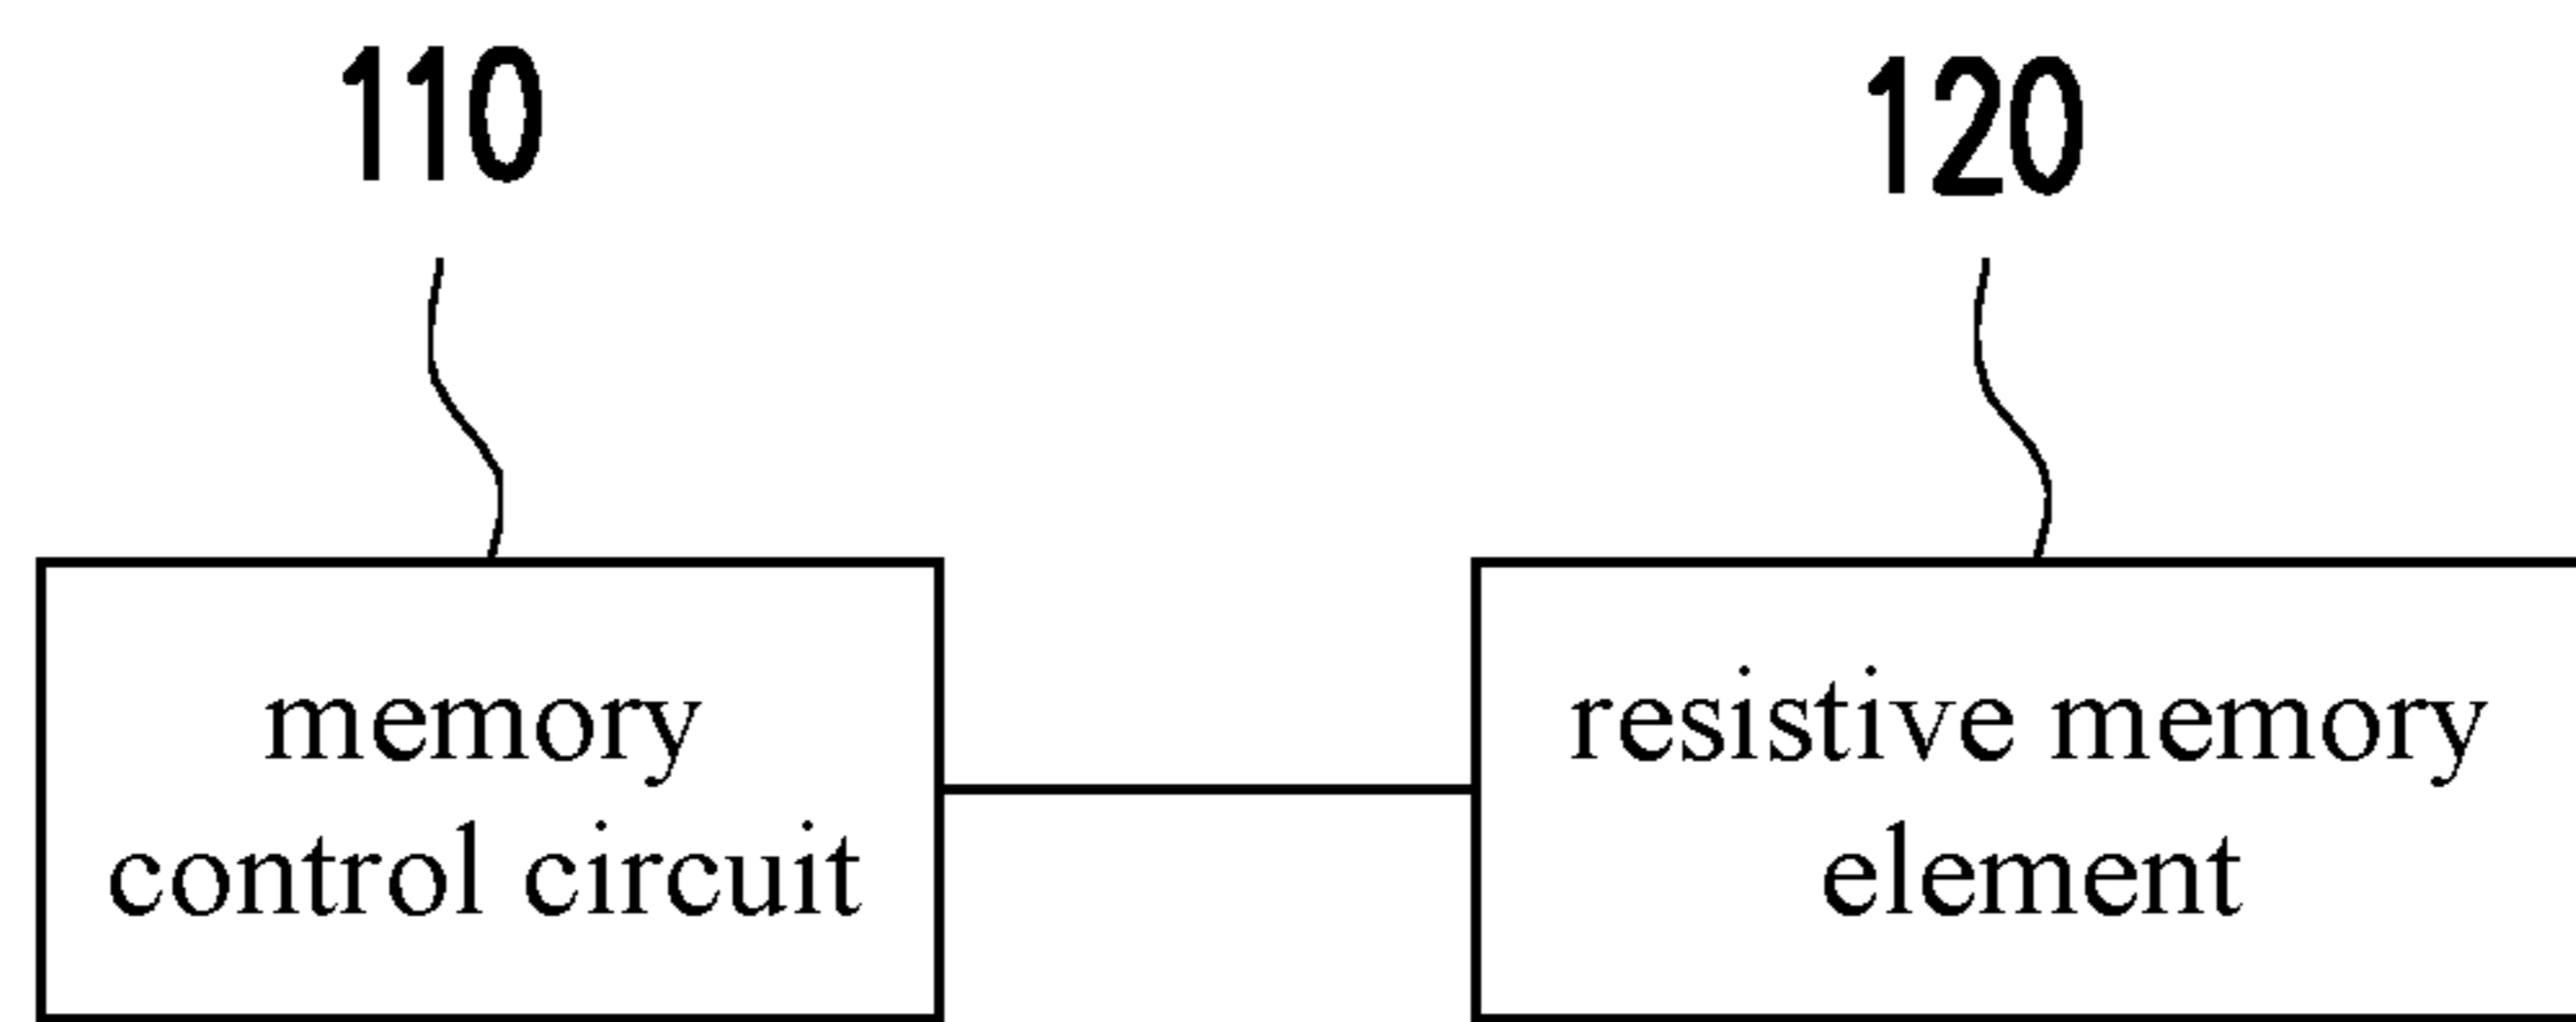 110
120
memory
control circuit
resistive memory
element